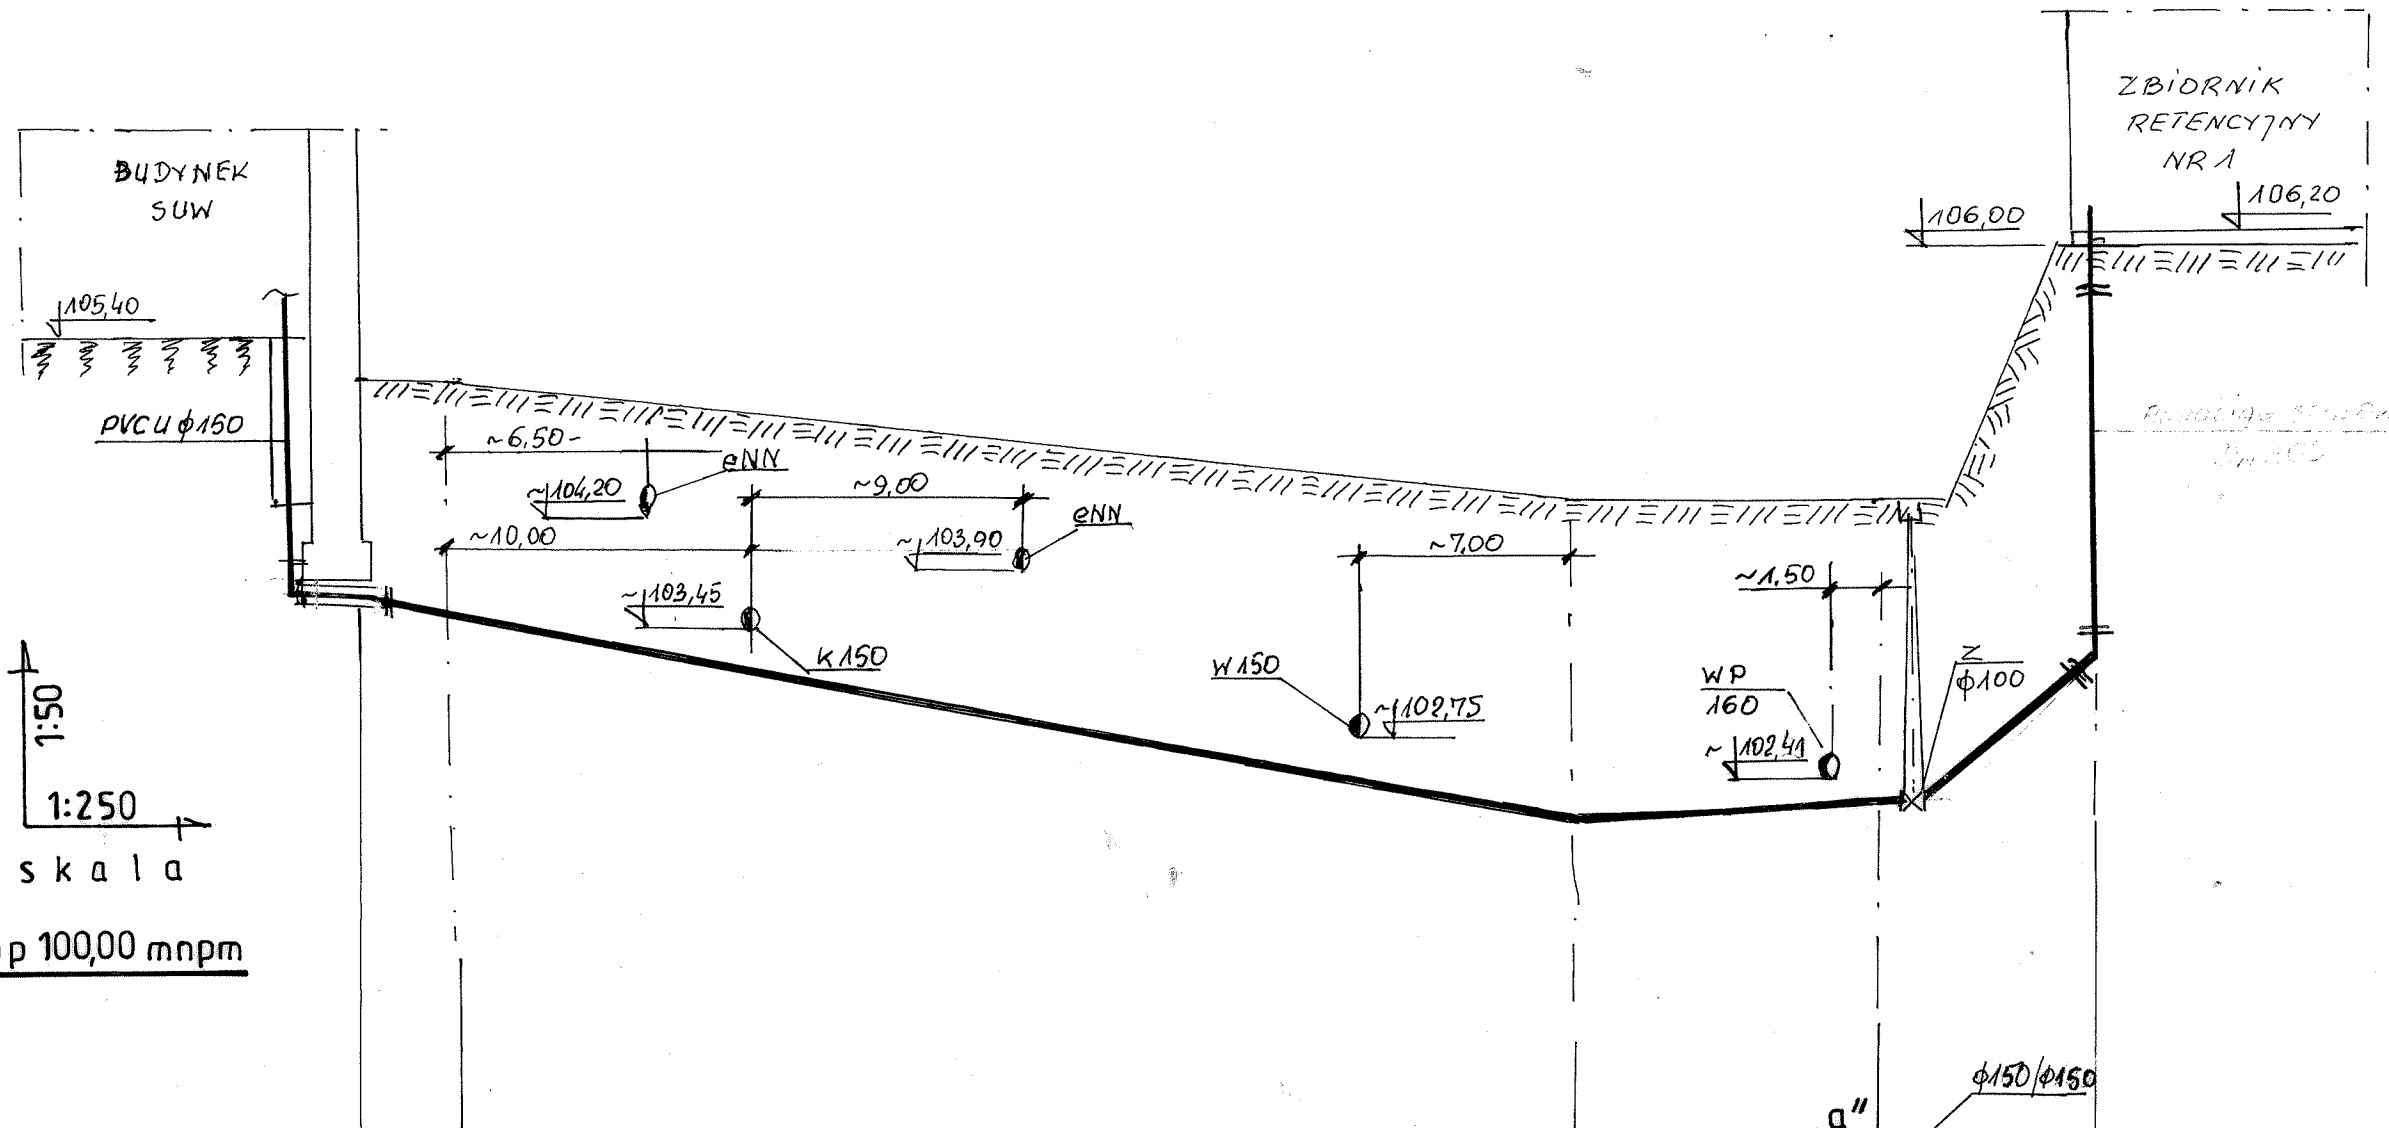 ZBIORNIK
RETENCYJNY
NR 1
106,20
106,00
BUDYNEK
SUW
105,40
PVCU ϕ150
~6,50-
eNN
~104,20
~9,00
eNN
~103,90
~10,00
~103,45
K150
~7,00
W150
~102,75
~1,50
WP
160
~102,41
Z
ϕ100
1:50
1:250
skala
p 100,00 mnpm
ϕ150/ϕ150
a"